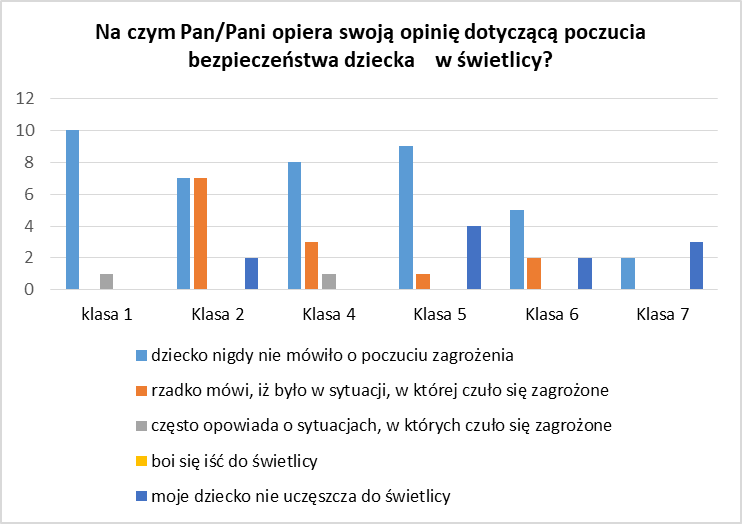 Na czym Pan/Pani opiera swoją opinię dotyczącą poczucia
bezpieczeństwa dziecka    w świetlicy?
12
10
8
6
4
2
0
klasa 1
Klasa 2
Klasa 4
Klasa 5
Klasa 6
Klasa 7
dziecko nigdy nie mówiło o poczuciu zagrożenia
rzadko mówi, iż było w sytuacji, w której czuło się zagrożone
często opowiada o sytuacjach, w których czuło się zagrożone
boi się iść do świetlicy
moje dziecko nie uczęszcza do świetlicy